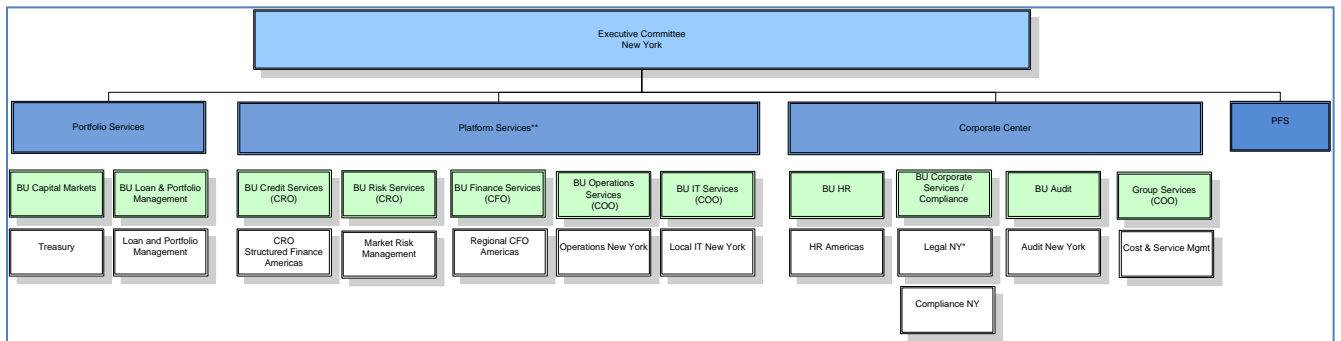 Executive Committee
New York
Portfolio Services
Platform Services**
Corporate Center
PFS
BU Capital Markets
BU Loan & Portfolio
Management
BU Credit Services
(CRO)
BU Risk Services
(CRO)
BU Finance Services
(CFO)
BU Operations
Services
(COO)
BU IT Services
(COO)
BU HR
BU Corporate
Services /
Compliance
BU Audit
Group Services
(COO)
Treasury
Loan and Portfolio
Management
CRO
Structured Finance
Americas
Market Risk
Management
Regional CFO
Americas
Operations New York
Local IT New York
HR Americas
Legal NY*
Audit New York
Cost & Service Mgmt
Compliance NY